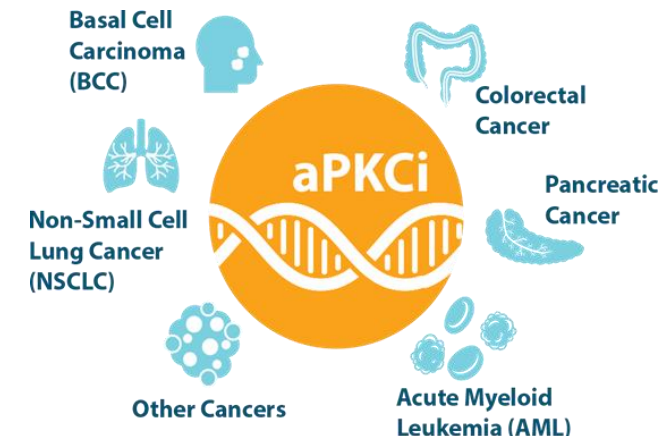 Basal Cell
Carcinoma
(BCC)
Colorectal
Cancer
aPKCi
Pancreatic
Cancer
Non-Small Cell
Lung Cancer
(NSCLC)
Other Cancers
Acute Myeloid
Leukemia (AML)